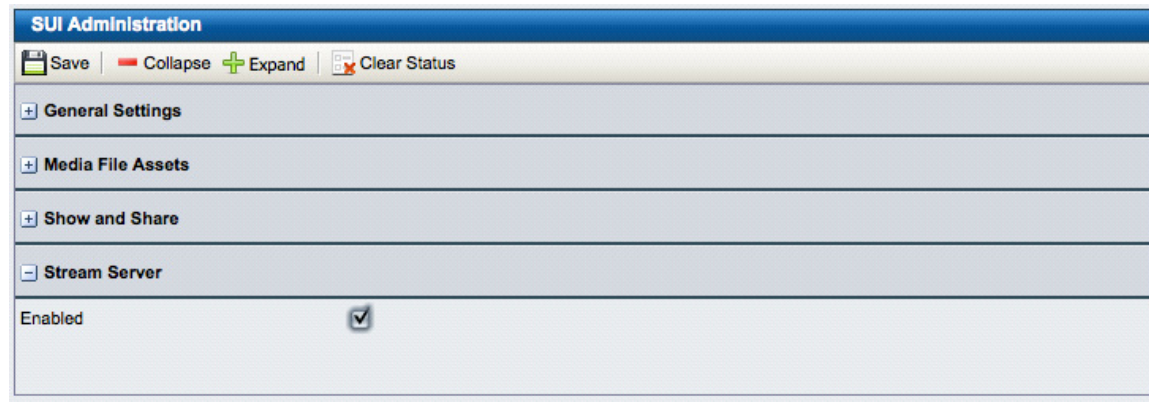 SUI Administration
Save Collapse Expand Clear Status
General Settings
Media File Assets
Show and Share
Stream Server
Enabled